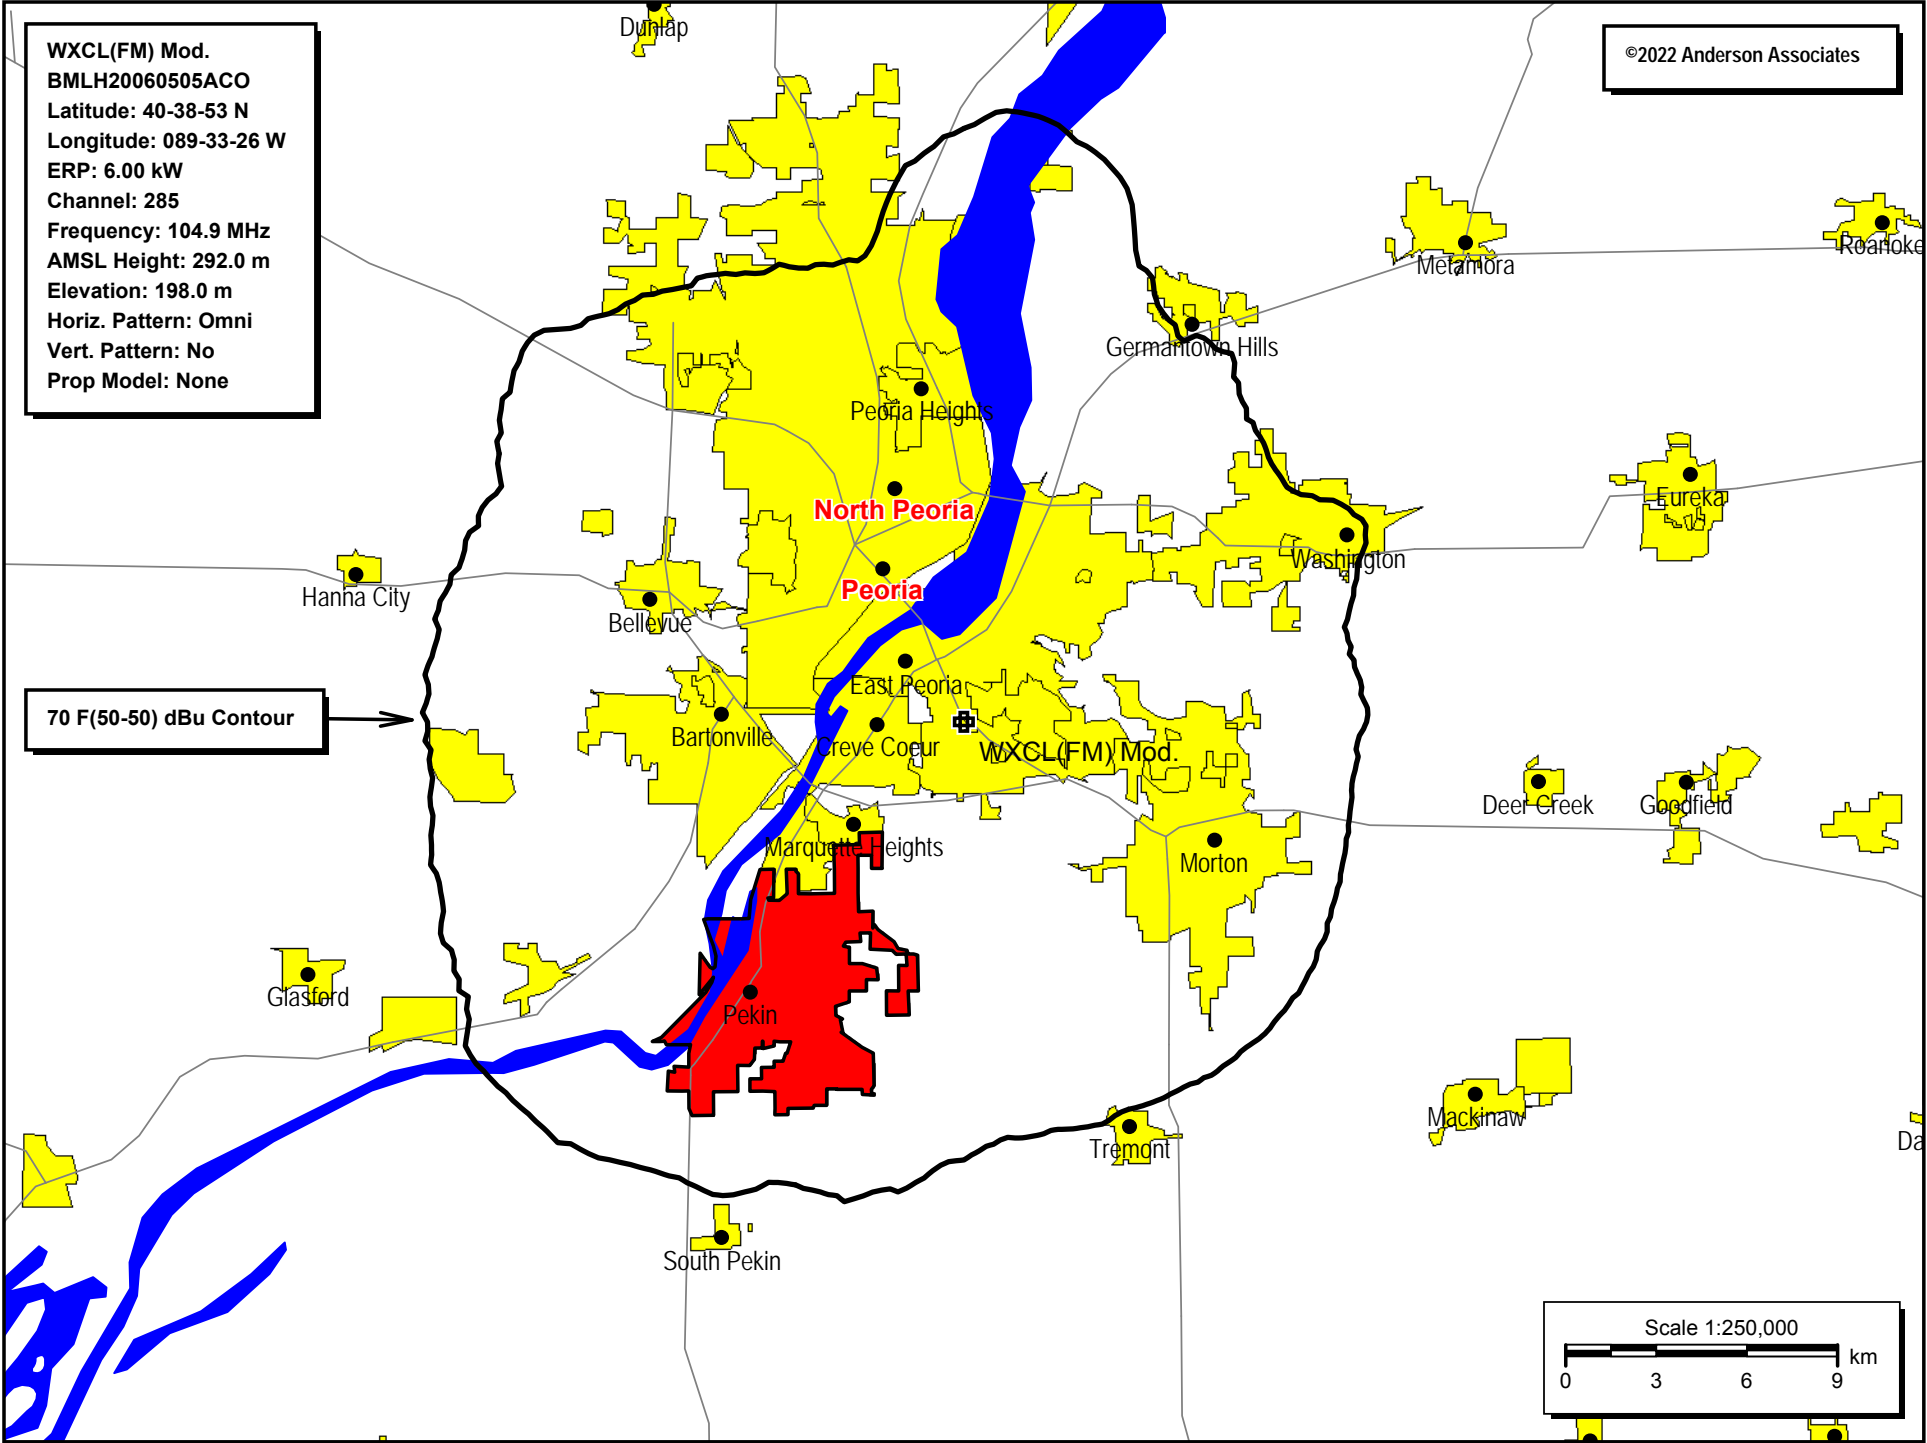 Dunlap
WXCL(FM) Mod.
BMLH20060505ACO
Latitude: 40-38-53 N
Longitude: 089-33-26 W
ERP: 6.00 kW
Channel: 285
Frequency: 104.9 MHz
AMSL Height: 292.0 m
Elevation: 198.0 m
Horiz. Pattern: Omni
Vert. Pattern: No
Prop Model: None
©2022 Anderson Associates
Roanoke
Metamora
Germantown Hills
Peoria Heights
Eureka
North Peoria
Washington
Peoria
Hanna City
Bellevue
East Peoria
70 F(50-50) dBu Contour
Bartonville
Creve Coeur
WXCL(FM) Mod.
Deer Creek
Goodfield
Marquette Heights
Morton
Glasford
Pekin
Mackinaw
Tremont
Da
South Pekin
Scale 1:250,000
km
0 3 6 9